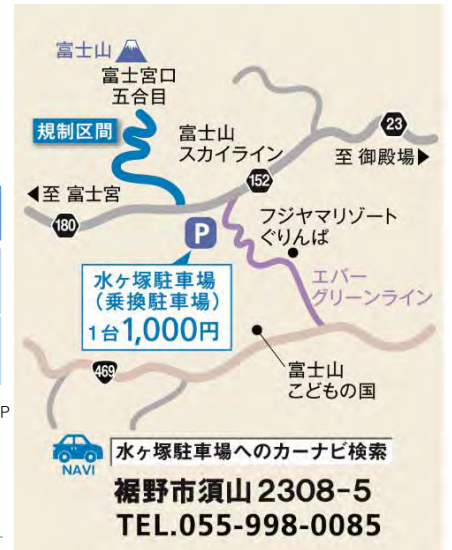 富士山
富士宮口
五合目
規制区間
富士山
スカイライン
23
至 御殿場▶
152
◀至 富士宮
180
P
フジヤマリゾート
ぐりんぱ
水ヶ塚駐車場
(乗換駐車場)
1台1,000円
エバー
グリーンライン
469
富士山
こどもの国
P
NAVI
水ヶ塚駐車場へのカーナビ検索
裾野市須山2308-5
TEL.055-998-0085